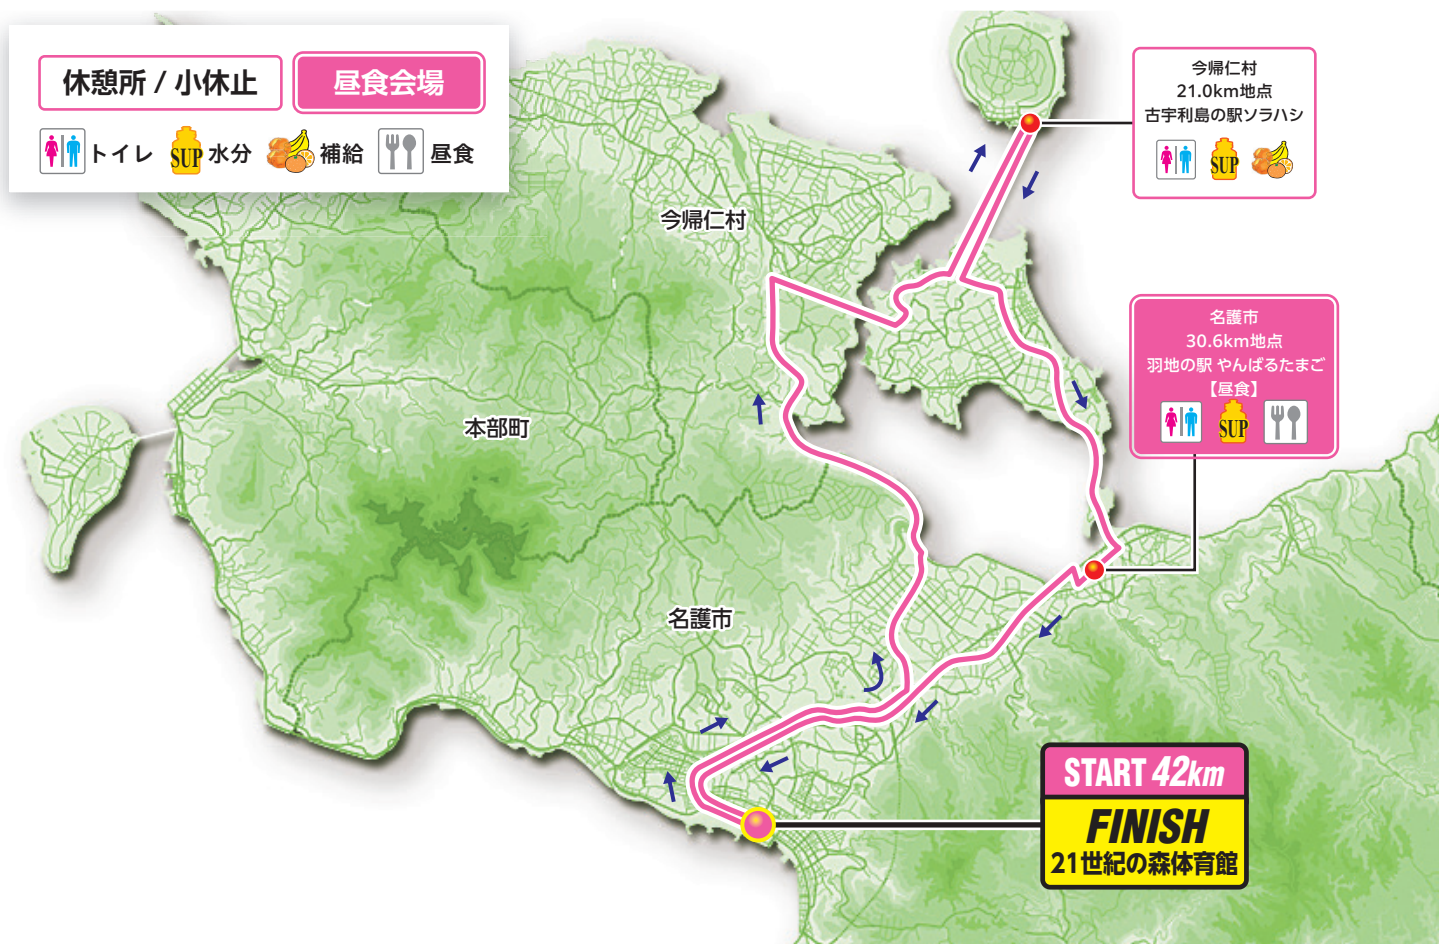 休憩所 / 小休止
昼食会場
トイレ
SUP 水分
補給
昼食
今帰仁村
21.0km地点
古宇利島の駅ソラハシ
SUP
今帰仁村
名護市
30.6km地点
羽地の駅 やんばるたまご
【昼食】
SUP
本部町
名護市
START 42km
FINISH
21世紀の森体育館